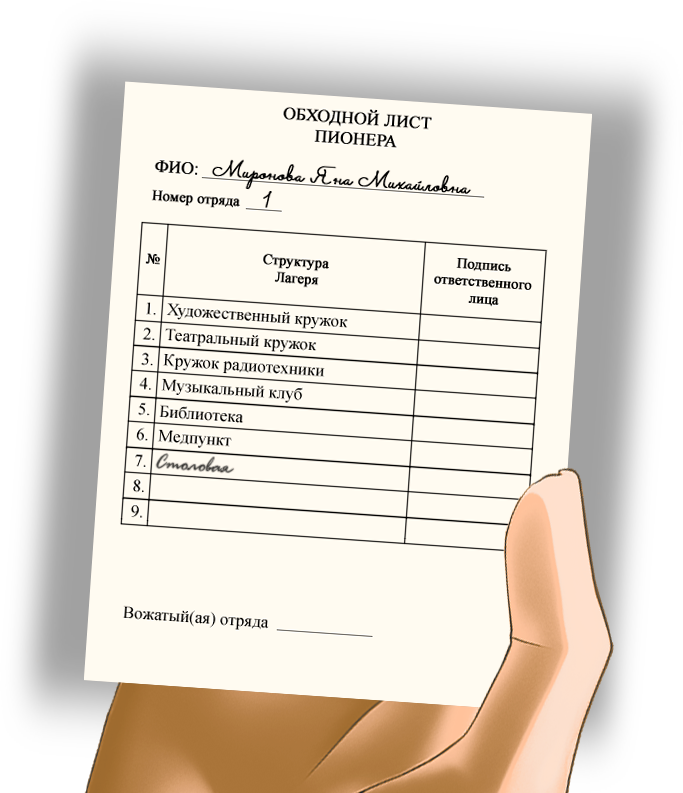 ОБХОДНОЙ ЛИСТ
ПИОНЕРА
ФИО: Миронова Яна Михайловна
Номер отряда 1
№ Структура Лагеря Подпись ответственного лица
1. Художественный кружок
2. Театральный кружок
3. Кружок радиотехники
4. Музыкальный клуб
5. Библиотека
6. Медпункт
7. Столовая
8.
9.
Вожатый(ая) отряда